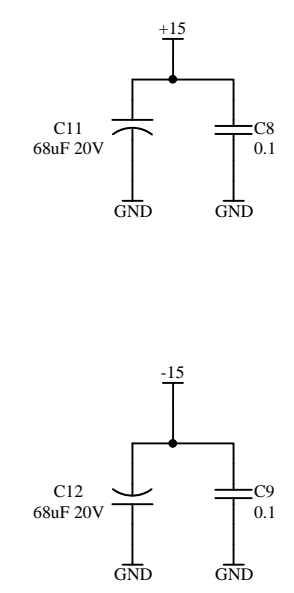 +15
C11
68uF 20V
C8
0.1
GND
GND
-15
C12
68uF 20V
C9
0.1
GND
GND